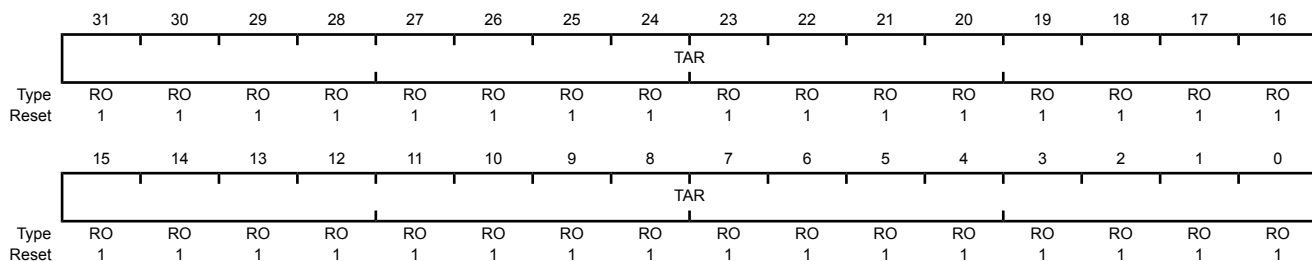 31 30 29 28 27 26 25 24 23 22 21 20 19 18 17 16
TAR
Type RO RO RO RO RO RO RO RO RO RO RO RO RO RO RO RO
Reset 1 1 1 1 1 1 1 1 1 1 1 1 1 1 1 1
15 14 13 12 11 10 9 8 7 6 5 4 3 2 1 0
TAR
Type RO RO RO RO RO RO RO RO RO RO RO RO RO RO RO RO
Reset 1 1 1 1 1 1 1 1 1 1 1 1 1 1 1 1